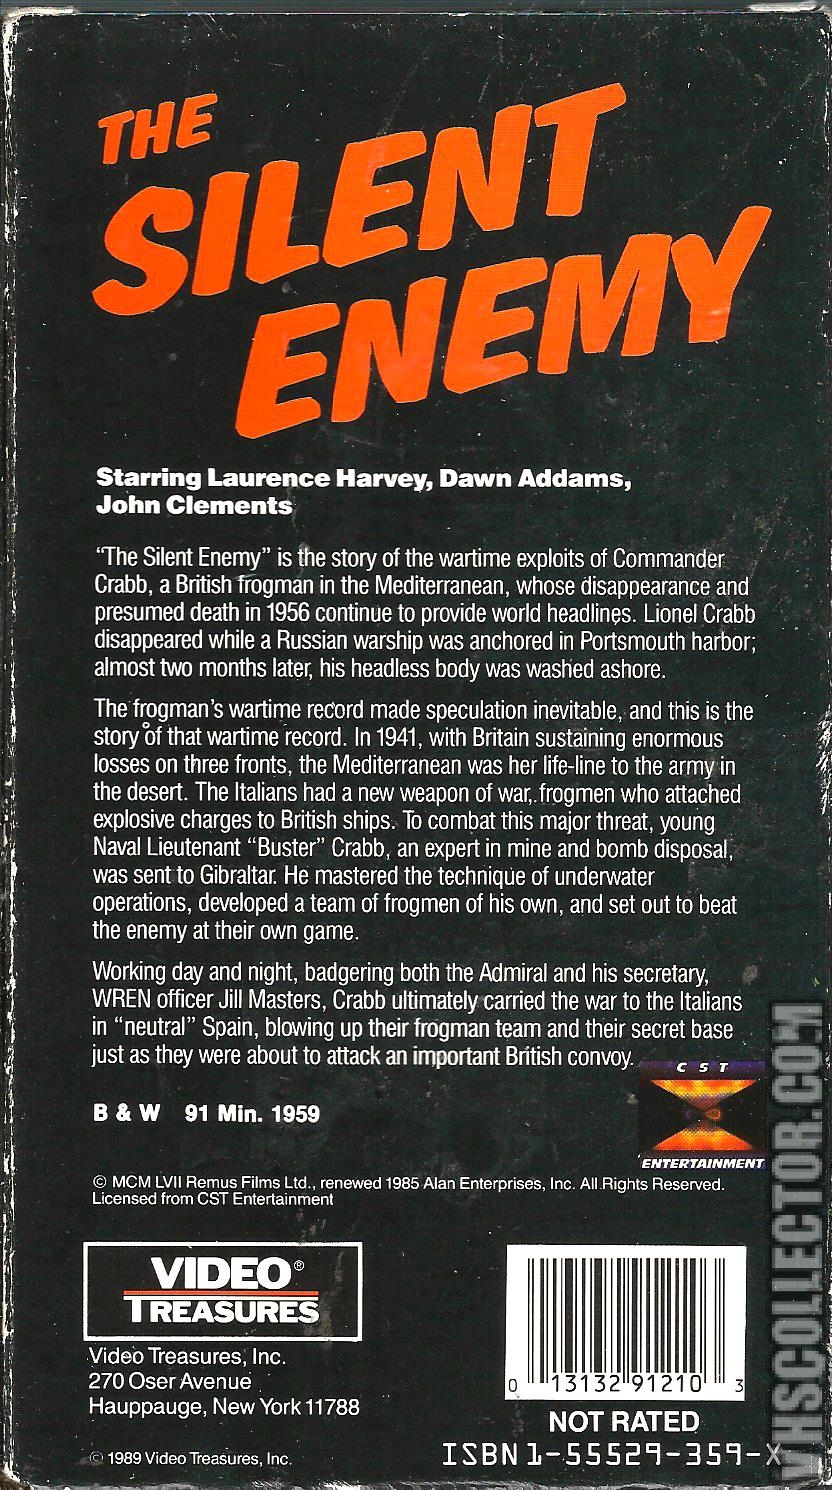 THE
SILENT
ENEMY
Starring Laurence Harvey, Dawn Addams,
John Clements
"The Silent Enemy" is the story of the wartime exploits of Commander
Crabb, a British frogman in the Mediterranean, whose disappearance and
presumed death in 1956 continue to provide world headlines. Lionel Crabb
disappeared while a Russian warship was anchored in Portsmouth harbor;
almost two months later, his headless body was washed ashore.
The frogman's wartime record made speculation inevitable, and this is the
story of that wartime record. In 1941, with Britain sustaining enormous
losses on three fronts, the Mediterranean was her life-line to the army in
the desert. The Italians had a new weapon of war, frogmen who attached
explosive charges to British ships. To combat this major threat, young
Naval Lieutenant "Buster" Crabb, an expert in mine and bomb disposal,
was sent to Gibraltar. He mastered the technique of underwater
operations, developed a team of frogmen of his own, and set out to beat
the enemy at their own game.
Working day and night, badgering both the Admiral and his secretary,
WREN officer Jill Masters, Crabb ultimately carried the war to the Italians
in "neutral" Spain, blowing up their frogman team and their secret base
just as they were about to attack an important British convoy.
CST
ENTERTAINMENT
B & W 91 Min. 1959
© MCM LVII Remus Films Ltd., renewed 1985 Alan Enterprises, Inc. All Rights Reserved.
Licensed from CST Entertainment
VIDEO®
TREASURES
Video Treasures, Inc.
270 Oser Avenue
Hauppauge, New York 11788
© 1989 Video Treasures, Inc.
0 13132 91210 3
NOT RATED
ISBN 1-55529-359-X
VHSCOLLECTOR.COM